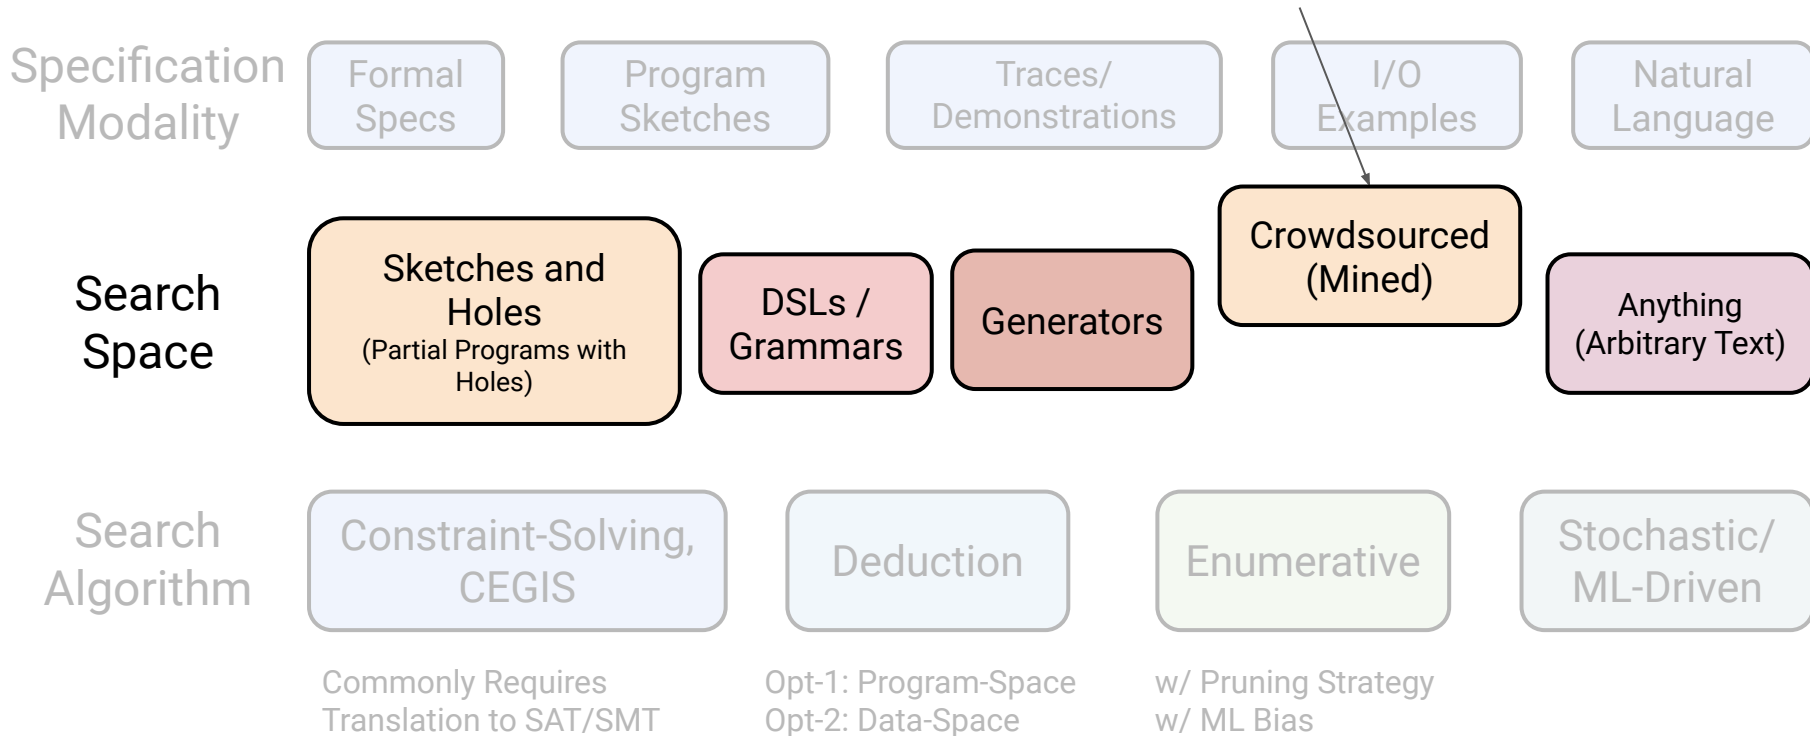 Specification
Modality
Formal
Specs
Program
Sketches
Traces/
Demonstrations
I/O
Examples
Natural
Language
Search
Space
Sketches and
Holes
(Partial Programs with
Holes)
DSLs /
Grammars
Generators
Crowdsourced
(Mined)
Anything
(Arbitrary Text)
Search
Algorithm
Constraint-Solving,
CEGIS
Deduction
Enumerative
Stochastic/
ML-Driven
Commonly Requires
Translation to SAT/SMT
Opt-1: Program-Space
Opt-2: Data-Space
w/ Pruning Strategy
w/ ML Bias